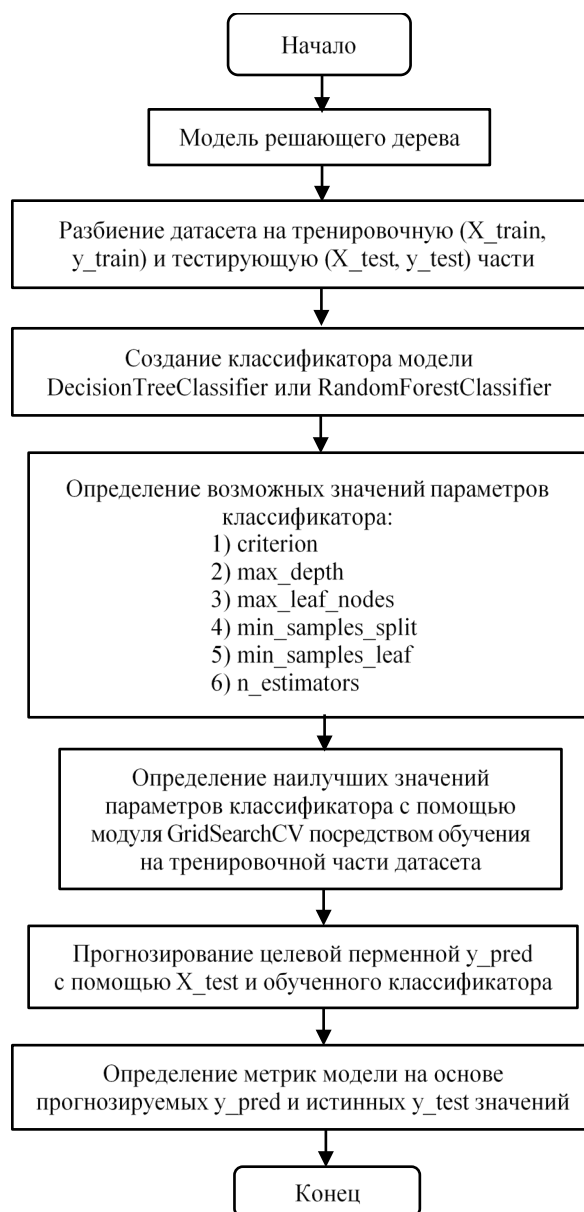 Начало
Модель решающего дерева
Разбиение датасета на тренировочную (X_train,
y_train) и тестирующую (X_test, y_test) части
Создание классификатора модели
DecisionTreeClassifier или RandomForestClassifier
Определение возможных значений параметров
классификатора:
1) criterion
2) max_depth
3) max_leaf_nodes
4) min_samples_split
5) min_samples_leaf
6) n_estimators
Определение наилучших значений
параметров классификатора с помощью
модуля GridSearchCV посредством обучения
на тренировочной части датасета
Прогнозирование целевой перменной y_pred
с помощью X_test и обученного классификатора
Определение метрик модели на основе
прогнозируемых y_pred и истинных y_test значений
Конец